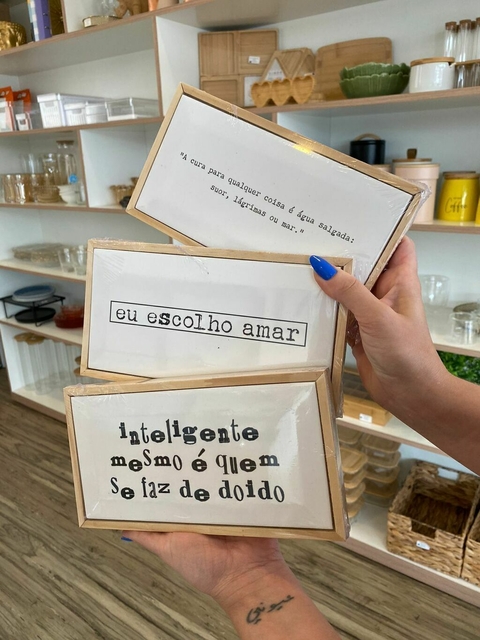 "A cura para qualquer coisa é água salgada:
suor, lágrimas ou mar."
eu escolho amar
inteligente
mesmo é quem
se faz de doido